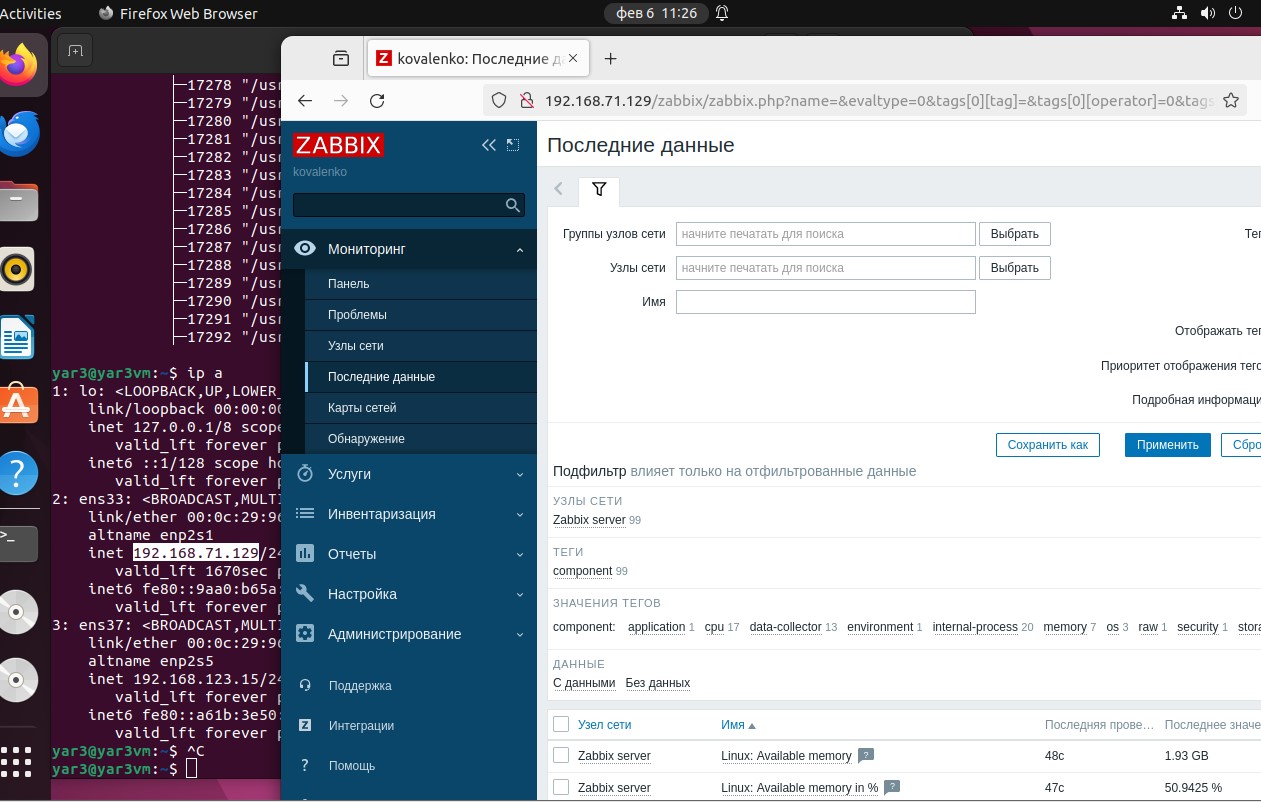 Activities
Firefox Web Browser
фев 6 11:26
17278 "/usr
17279 "/usr
17280 "/usr
17281 "/usr
17282 "/usr
17283 "/usr
17284 "/usr
17285 "/usr
17286 "/usr
17287 "/usr
17288 "/usr
17289 "/usr
17290 "/usr
17291 "/usr
17292 "/usr
yar3@yar3vm:~$ ip a
1: lo: <LOOPBACK,UP,LOWER_
link/loopback 00:00:00
inet 127.0.0.1/8 scope
valid_lft forever p
inet6 ::1/128 scope ho
valid_lft forever p
2: ens33: <BROADCAST,MULTI
link/ether 00:0c:29:96
altname enp2s1
inet 192.168.71.129/24
valid_lft 1670sec p
inet6 fe80::9aa0:b65a:
valid_lft forever p
3: ens37: <BROADCAST,MULTI
link/ether 00:0c:29:96
altname enp2s5
inet 192.168.123.15/24
valid_lft forever p
inet6 fe80::a61b:3e50:
valid_lft forever p
yar3@yar3vm:~$ ^C
yar3@yar3vm:~$
Z kovalenko: Последние д
192.168.71.129/zabbix/zabbix.php?name=&evaltype=0&tags[0][tag]=&tags[0][operator]=0&tags
ZABBIX
kovalenko
Мониторинг
Панель
Проблемы
Узлы сети
Последние данные
Карты сетей
Обнаружение
Услуги
Инвентаризация
Отчеты
Настройка
Администрирование
Поддержка
Z Интеграции
? Помощь
Последние данные
Группы узлов сети начните печатать для поиска Выбрать Тег
Узлы сети начните печатать для поиска Выбрать
Имя
Отображать тег
Приоритет отображения тего
Подробная информаци
Сохранить как Применить Сбро
Подфильтр влияет только на отфильтрованные данные
УЗЛЫ СЕТИ
Zabbix server 99
ТЕГИ
component 99
ЗНАЧЕНИЯ ТЕГОВ
component: application 1 cpu 17 data-collector 13 environment 1 internal-process 20 memory 7 os 3 raw 1 security 1 stora
ДАННЫЕ
С данными Без данных
Узел сети Имя Последняя прове… Последнее значе
Zabbix server Linux: Available memory ? 48с 1.93 GB
Zabbix server Linux: Available memory in % ? 47с 50.9425 %